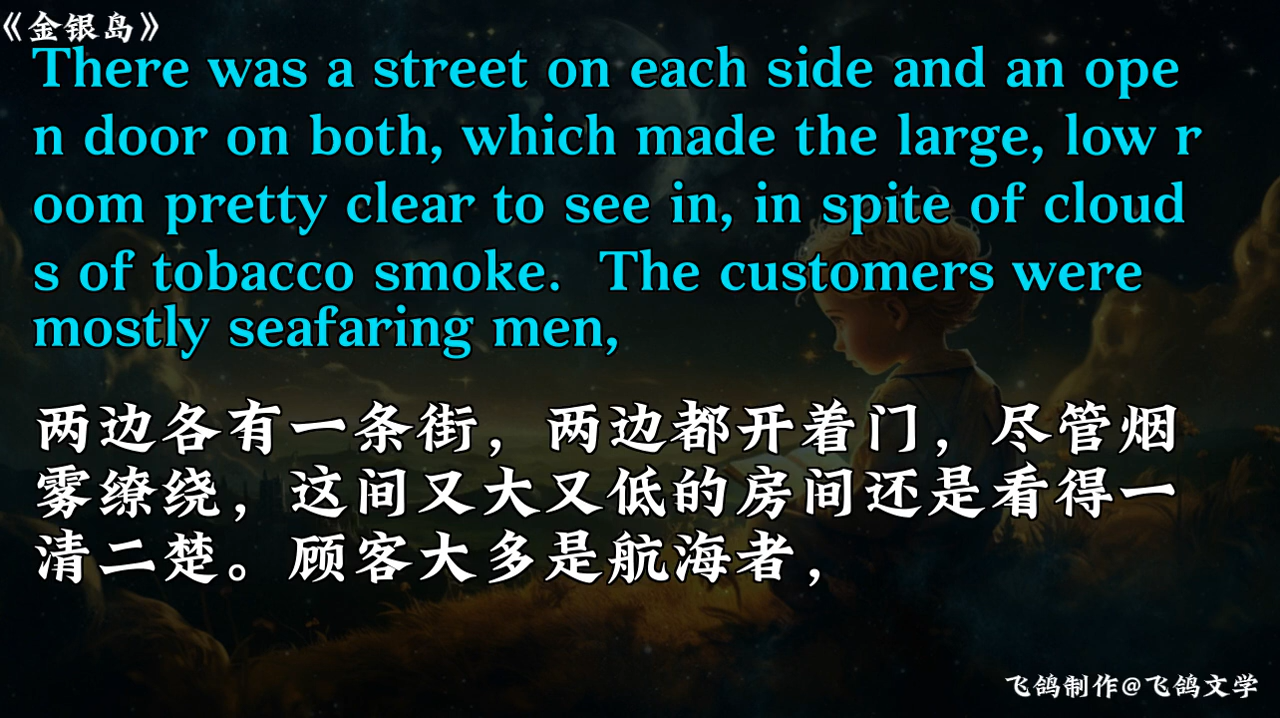 《金银岛》
There was a street on each side and an ope
n door on both, which made the large, low r
oom pretty clear to see in, in spite of cloud
s of tobacco smoke.  The customers were
mostly seafaring men,
两边各有一条街，两边都开着门，尽管烟
雾缭绕，这间又大又低的房间还是看得一
清二楚。顾客大多是航海者，
飞鸽制作@飞鸽文学